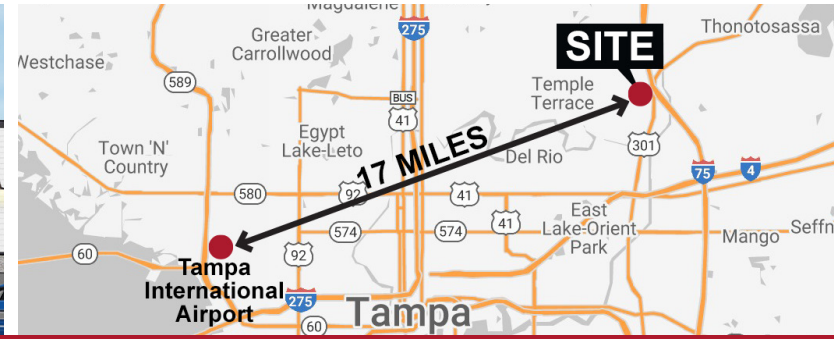 Magdalene
Greater
Carrollwood
275
Thonotosassa
Westchase
SITE
589
Temple
Terrace
BUS
41
Egypt
Lake-Leto
Town 'N'
Country
17 MILES
Del Rio
301
75
4
580
92
41
East
Lake-Orient
Park
41
574
574
Mango
Seffn
60
92
Tampa
International
Airport
275
60
Tampa